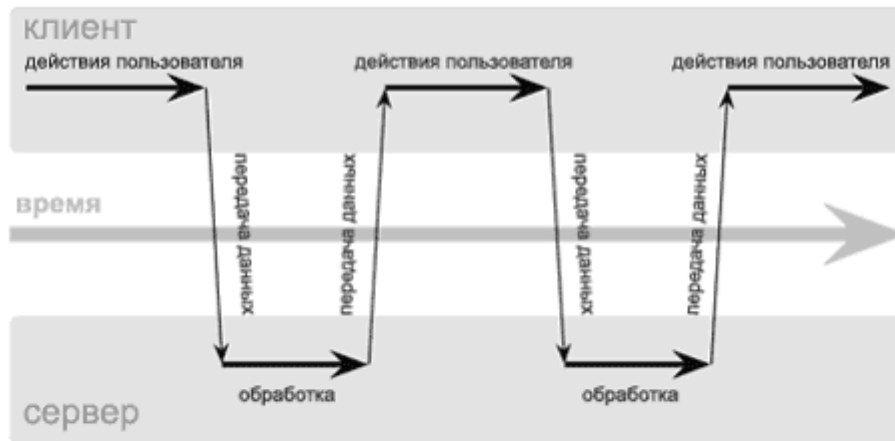 клиент
действия пользователя
действия пользователя
действия пользователя
передача данных
передача данных
передача данных
передача данных
время
обработка
обработка
сервер